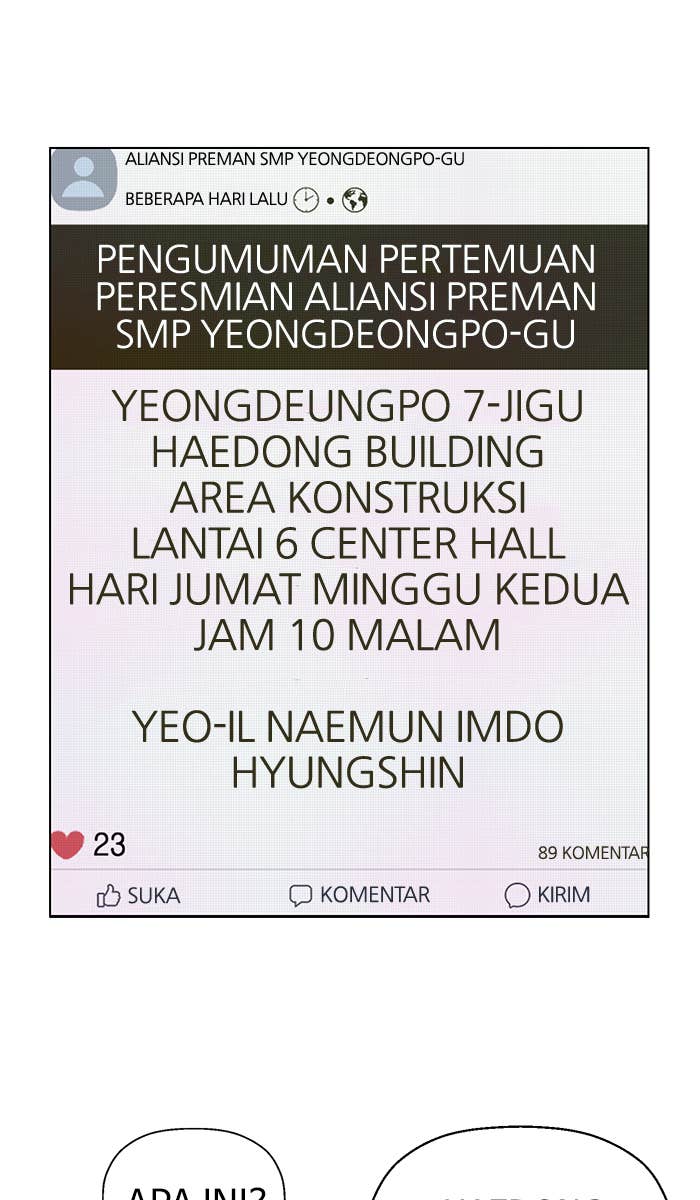 ALIANSI PREMAN SMP YEONGDEONGPO-GU
BEBERAPA HARI LALU
PENGUMUMAN PERTEMUAN
PERESMIAN ALIANSI PREMAN
SMP YEONGDEONGPO-GU
YEONGDEUNGPO 7-JIGU
HAEDONG BUILDING
AREA KONSTRUKSI
LANTAI 6 CENTER HALL
HARI JUMAT MINGGU KEDUA
JAM 10 MALAM
YEO-IL NAEMUN IMDO
HYUNGSHIN
23
89 KOMENTAR
SUKA KOMENTAR KIRIM
APA INI?